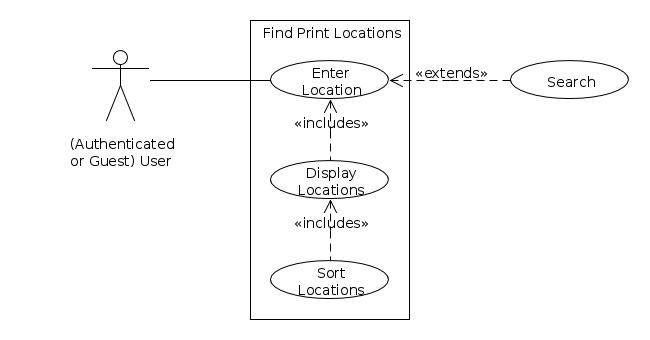 Find Print Locations
Enter
Location
«extends»
Search
«includes»
(Authenticated
or Guest) User
Display
Locations
«includes»
Sort
Locations